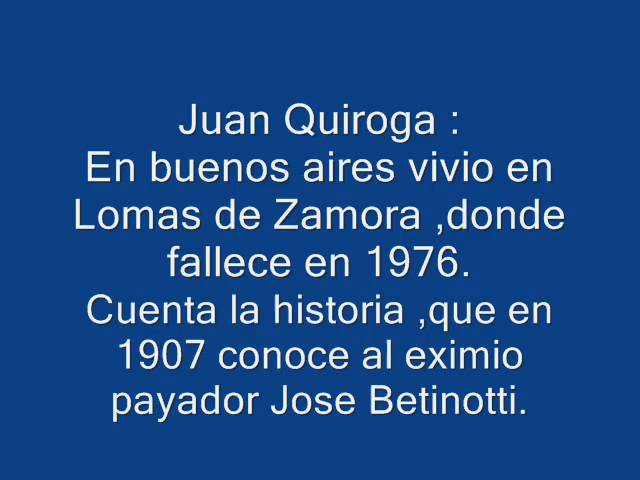 Juan Quiroga :
En buenos aires vivio en
Lomas de Zamora ,donde
fallece en 1976.
Cuenta la historia ,que en
1907 conoce al eximio
payador Jose Betinotti.